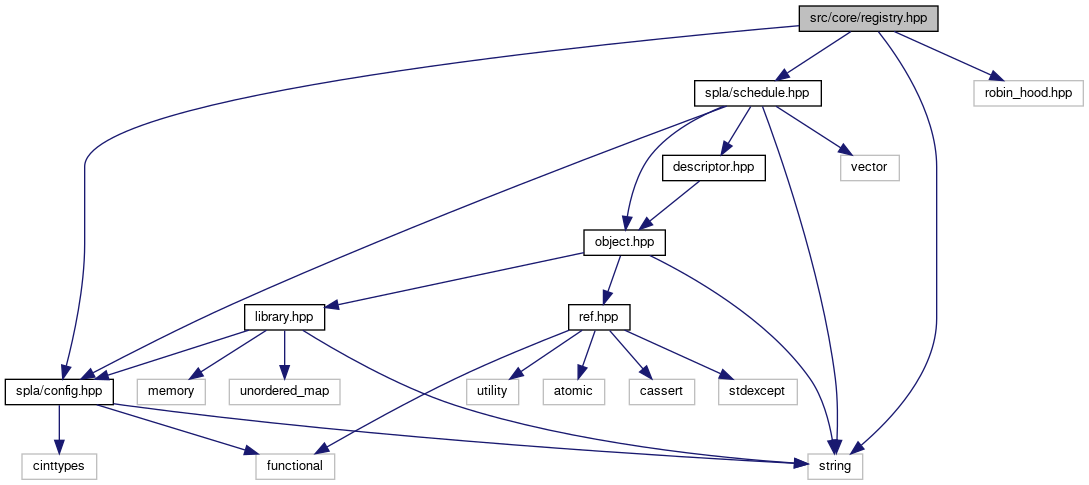 src/core/registry.hpp
spla/schedule.hpp
robin_hood.hpp
descriptor.hpp
vector
object.hpp
library.hpp
ref.hpp
spla/config.hpp
memory
unordered_map
utility
atomic
cassert
stdexcept
cinttypes
functional
string